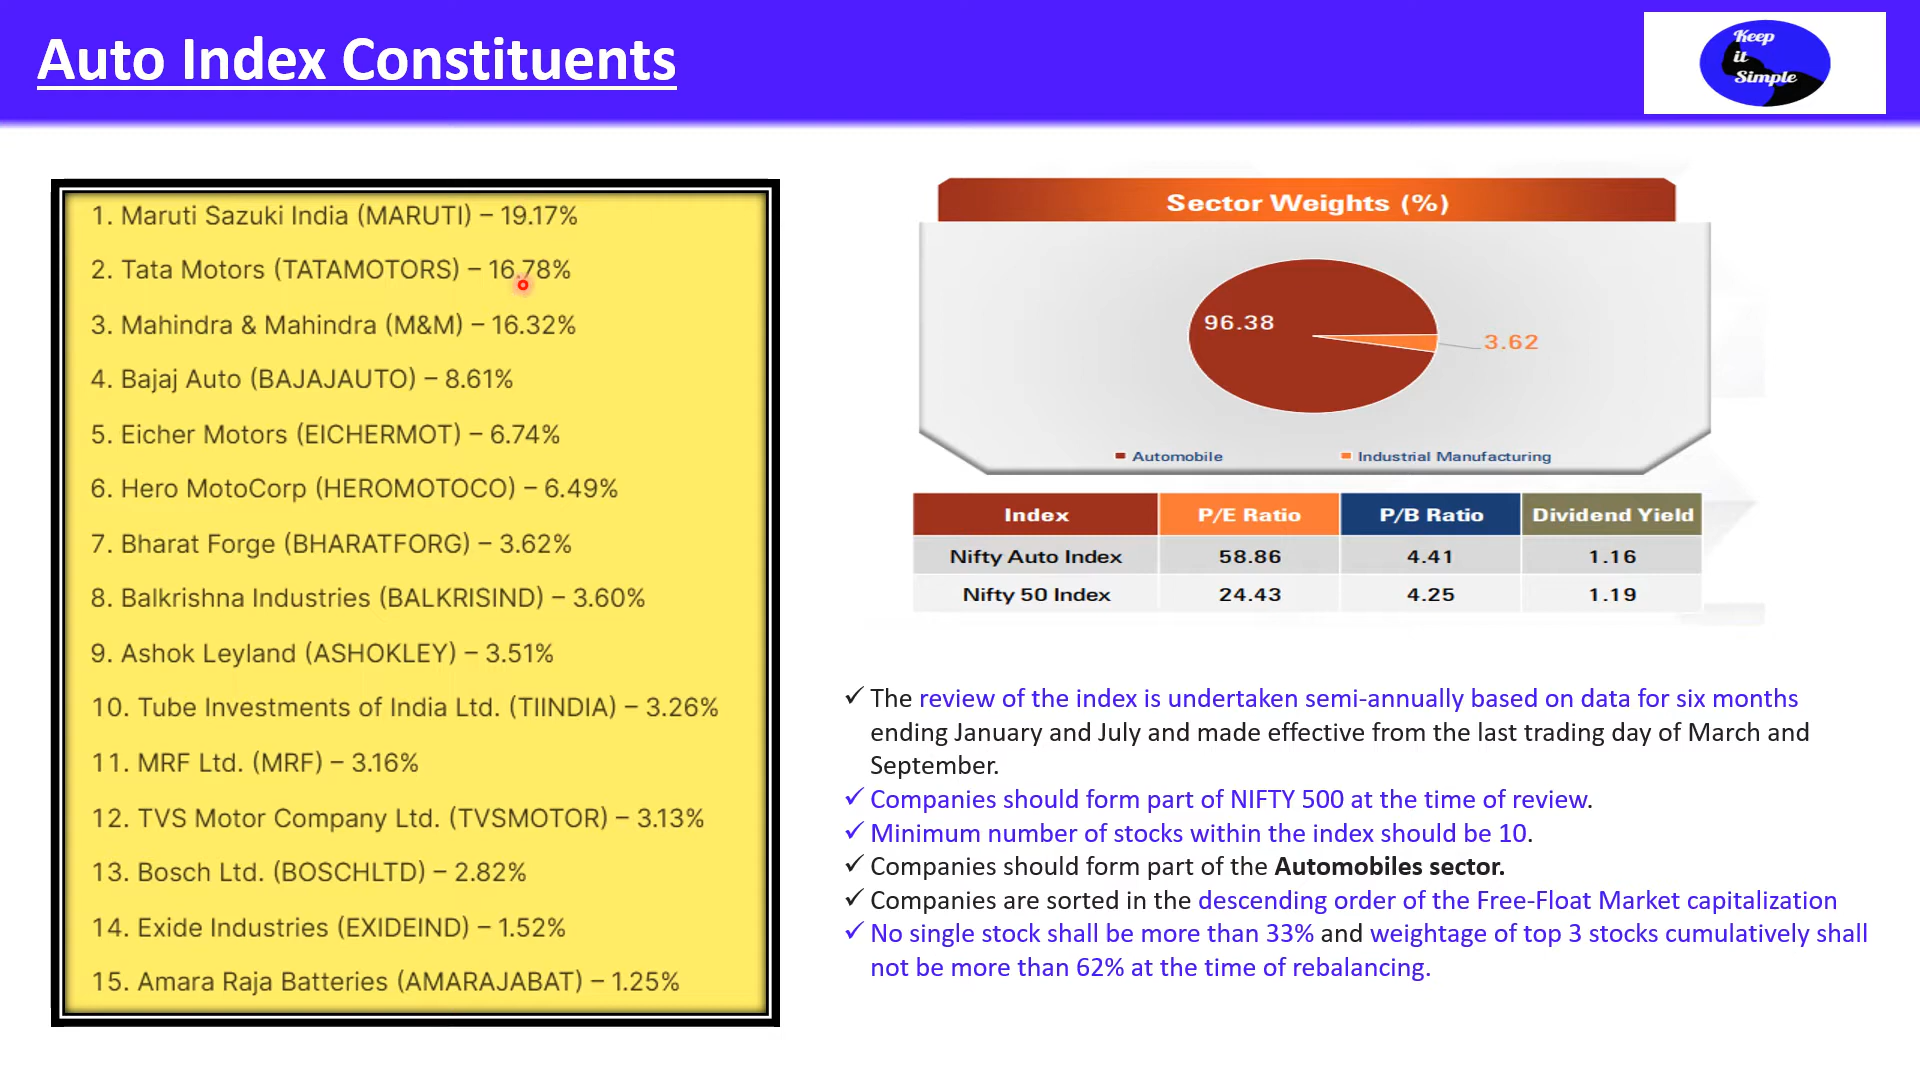 Auto Index Constituents
Keep
it
Simple
1. Maruti Sazuki India (MARUTI) – 19.17%
2. Tata Motors (TATAMOTORS) – 16.78%
3. Mahindra & Mahindra (M&M) – 16.32%
4. Bajaj Auto (BAJAJAUTO) – 8.61%
5. Eicher Motors (EICHERMOT) – 6.74%
6. Hero MotoCorp (HEROMOTOCO) – 6.49%
7. Bharat Forge (BHARATFORG) – 3.62%
8. Balkrishna Industries (BALKRISIND) – 3.60%
9. Ashok Leyland (ASHOKLEY) – 3.51%
10. Tube Investments of India Ltd. (TIINDIA) – 3.26%
11. MRF Ltd. (MRF) – 3.16%
12. TVS Motor Company Ltd. (TVSMOTOR) – 3.13%
13. Bosch Ltd. (BOSCHLTD) – 2.82%
14. Exide Industries (EXIDEIND) – 1.52%
15. Amara Raja Batteries (AMARAJABAT) – 1.25%
Sector Weights (%)
96.38
3.62
Automobile Industrial Manufacturing
Index P/E Ratio P/B Ratio Dividend Yield
Nifty Auto Index 58.86 4.41 1.16
Nifty 50 Index 24.43 4.25 1.19
✓ The review of the index is undertaken semi-annually based on data for six months
ending January and July and made effective from the last trading day of March and
September.
✓ Companies should form part of NIFTY 500 at the time of review.
✓ Minimum number of stocks within the index should be 10.
✓ Companies should form part of the Automobiles sector.
✓ Companies are sorted in the descending order of the Free-Float Market capitalization
✓ No single stock shall be more than 33% and weightage of top 3 stocks cumulatively shall
not be more than 62% at the time of rebalancing.